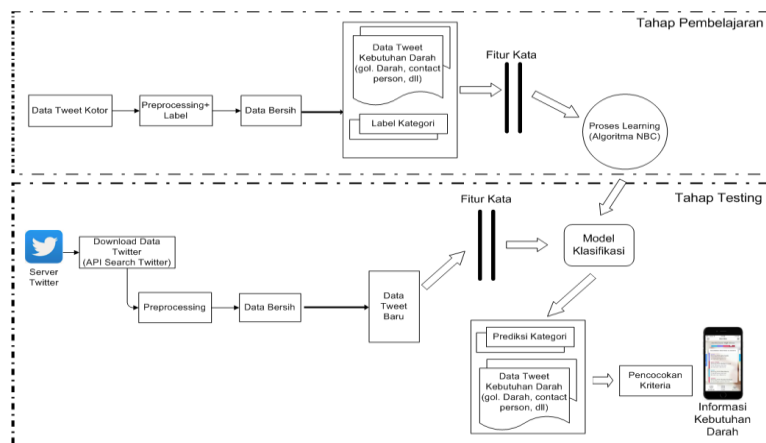 Tahap Pembelajaran
Data Tweet
Kebutuhan Darah
(gol. Darah, contact
person, dll)
Fitur Kata
Data Tweet Kotor
Preprocessing+
Label
Data Bersih
Label Kategori
Proses Learning
(Algoritma NBC)
Tahap Testing
Fitur Kata
Server
Twitter
Download Data
Twitter
(API Search Twitter)
Model
Klasifikasi
Preprocessing
Data Bersih
Data
Tweet
Baru
Prediksi Kategori
Data Tweet
Kebutuhan Darah
(gol. Darah, contact
person, dll)
Pencocokan
Kriteria
Informasi
Kebutuhan
Darah